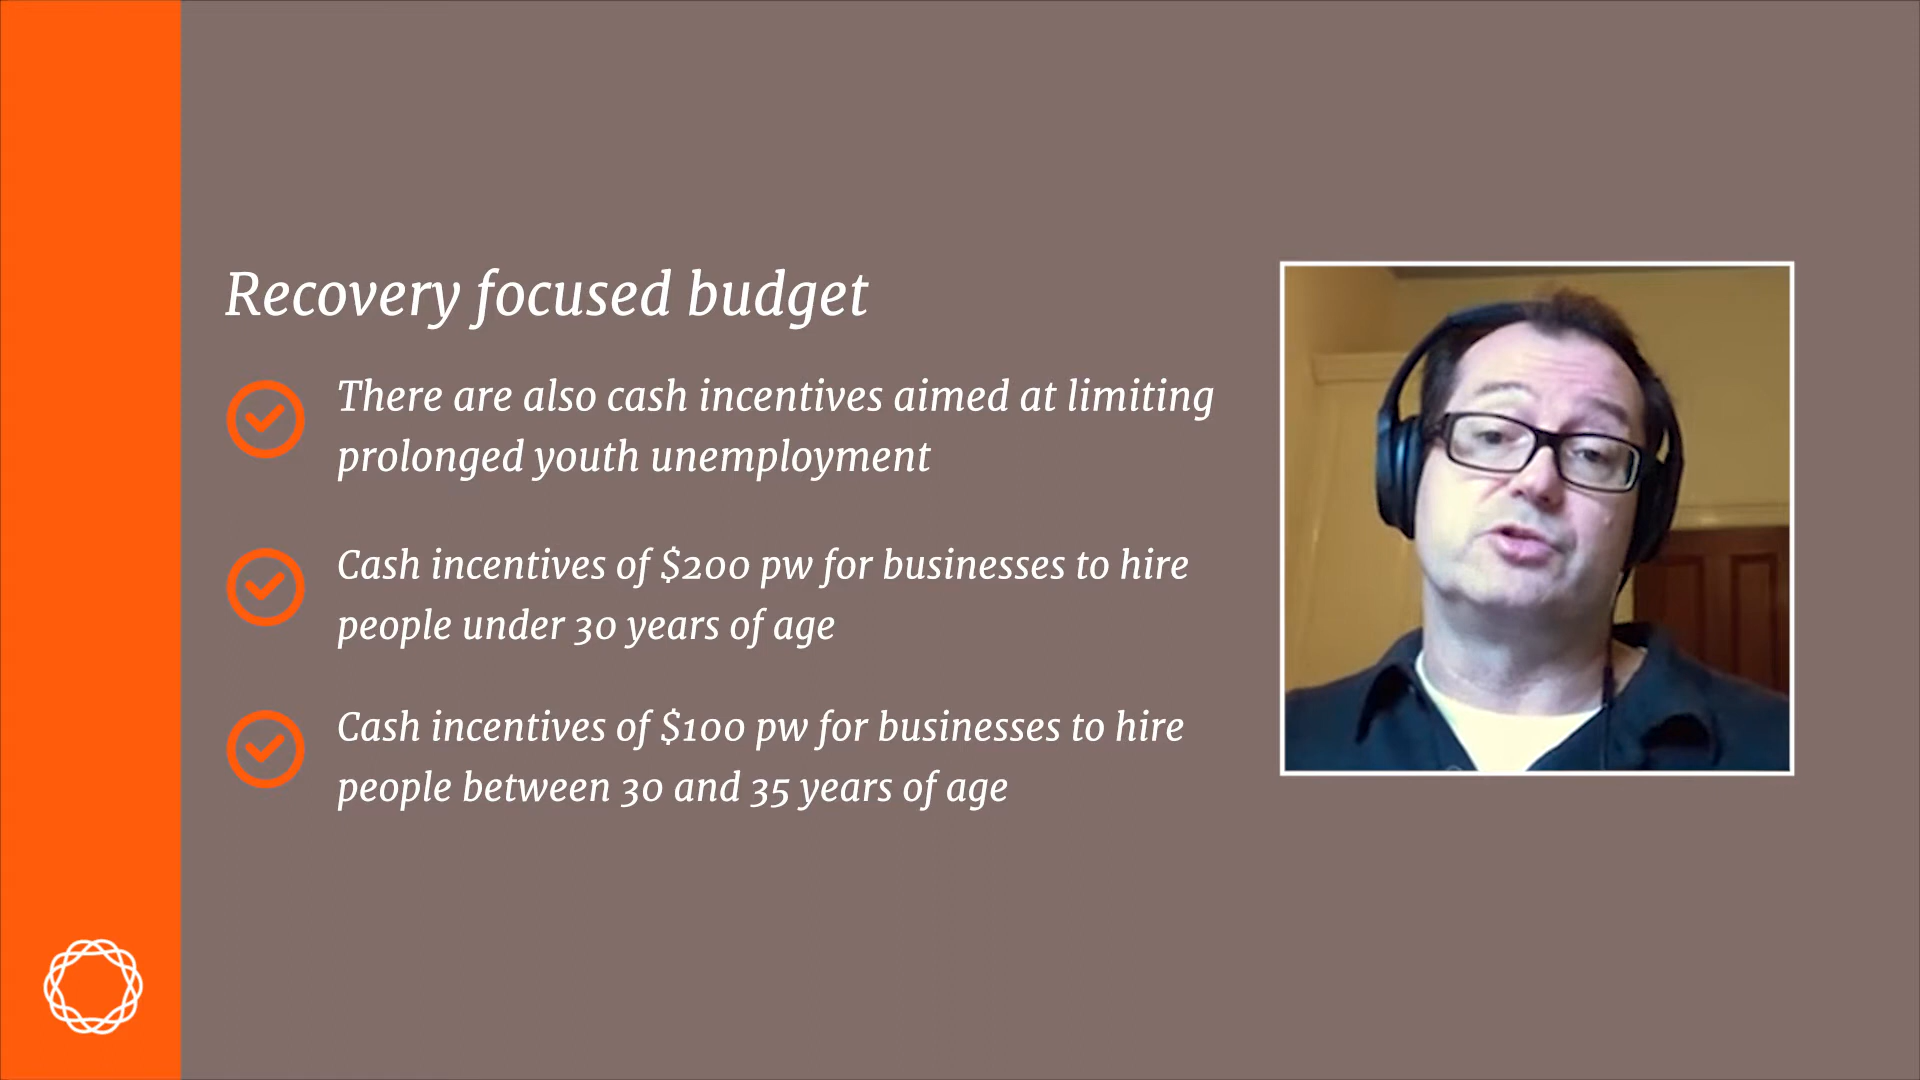 Recovery focused budget
There are also cash incentives aimed at limiting
prolonged youth unemployment
Cash incentives of $200 pw for businesses to hire
people under 30 years of age
Cash incentives of $100 pw for businesses to hire
people between 30 and 35 years of age